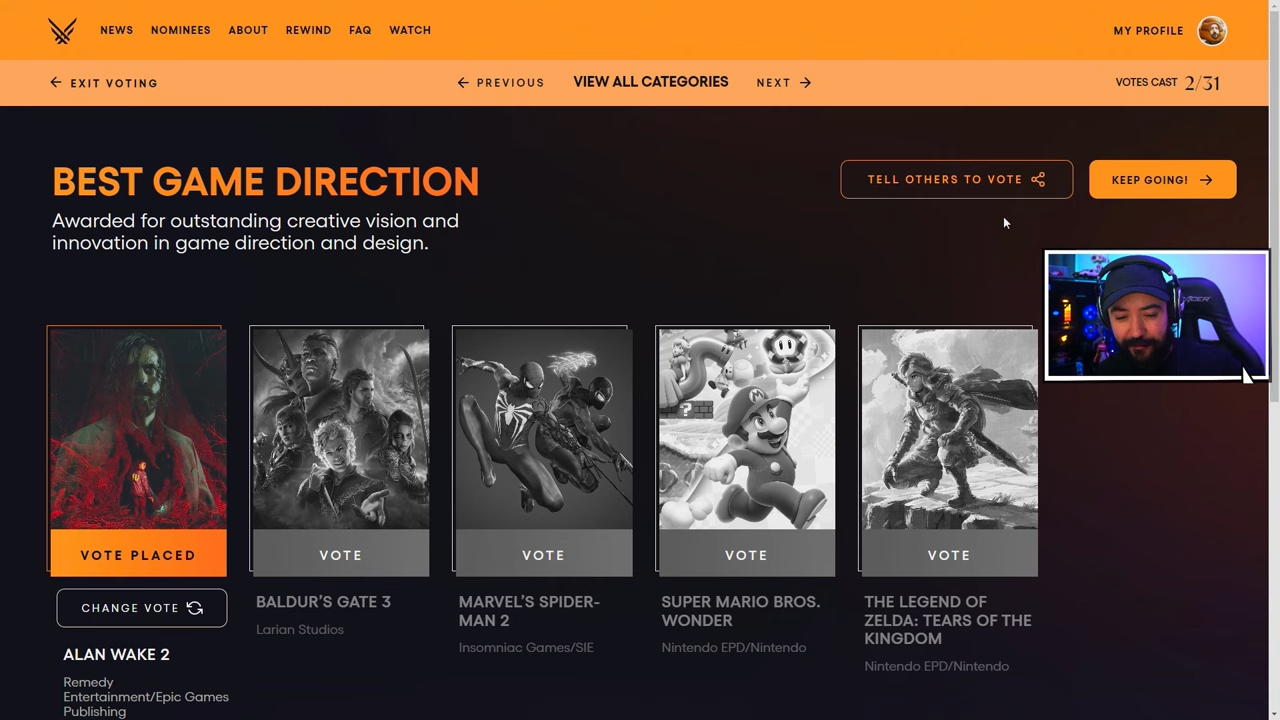 NEWS NOMINEES ABOUT REWIND FAQ WATCH MY PROFILE
EXIT VOTING PREVIOUS VIEW ALL CATEGORIES NEXT VOTES CAST 2/31
BEST GAME DIRECTION
Awarded for outstanding creative vision and
innovation in game direction and design.
TELL OTHERS TO VOTE KEEP GOING!
VOTE PLACED
CHANGE VOTE
ALAN WAKE 2
Remedy
Entertainment/Epic Games
Publishing
VOTE
BALDUR'S GATE 3
Larian Studios
VOTE
MARVEL'S SPIDER-
MAN 2
Insomniac Games/SIE
VOTE
SUPER MARIO BROS.
WONDER
Nintendo EPD/Nintendo
VOTE
THE LEGEND OF
ZELDA: TEARS OF THE
KINGDOM
Nintendo EPD/Nintendo